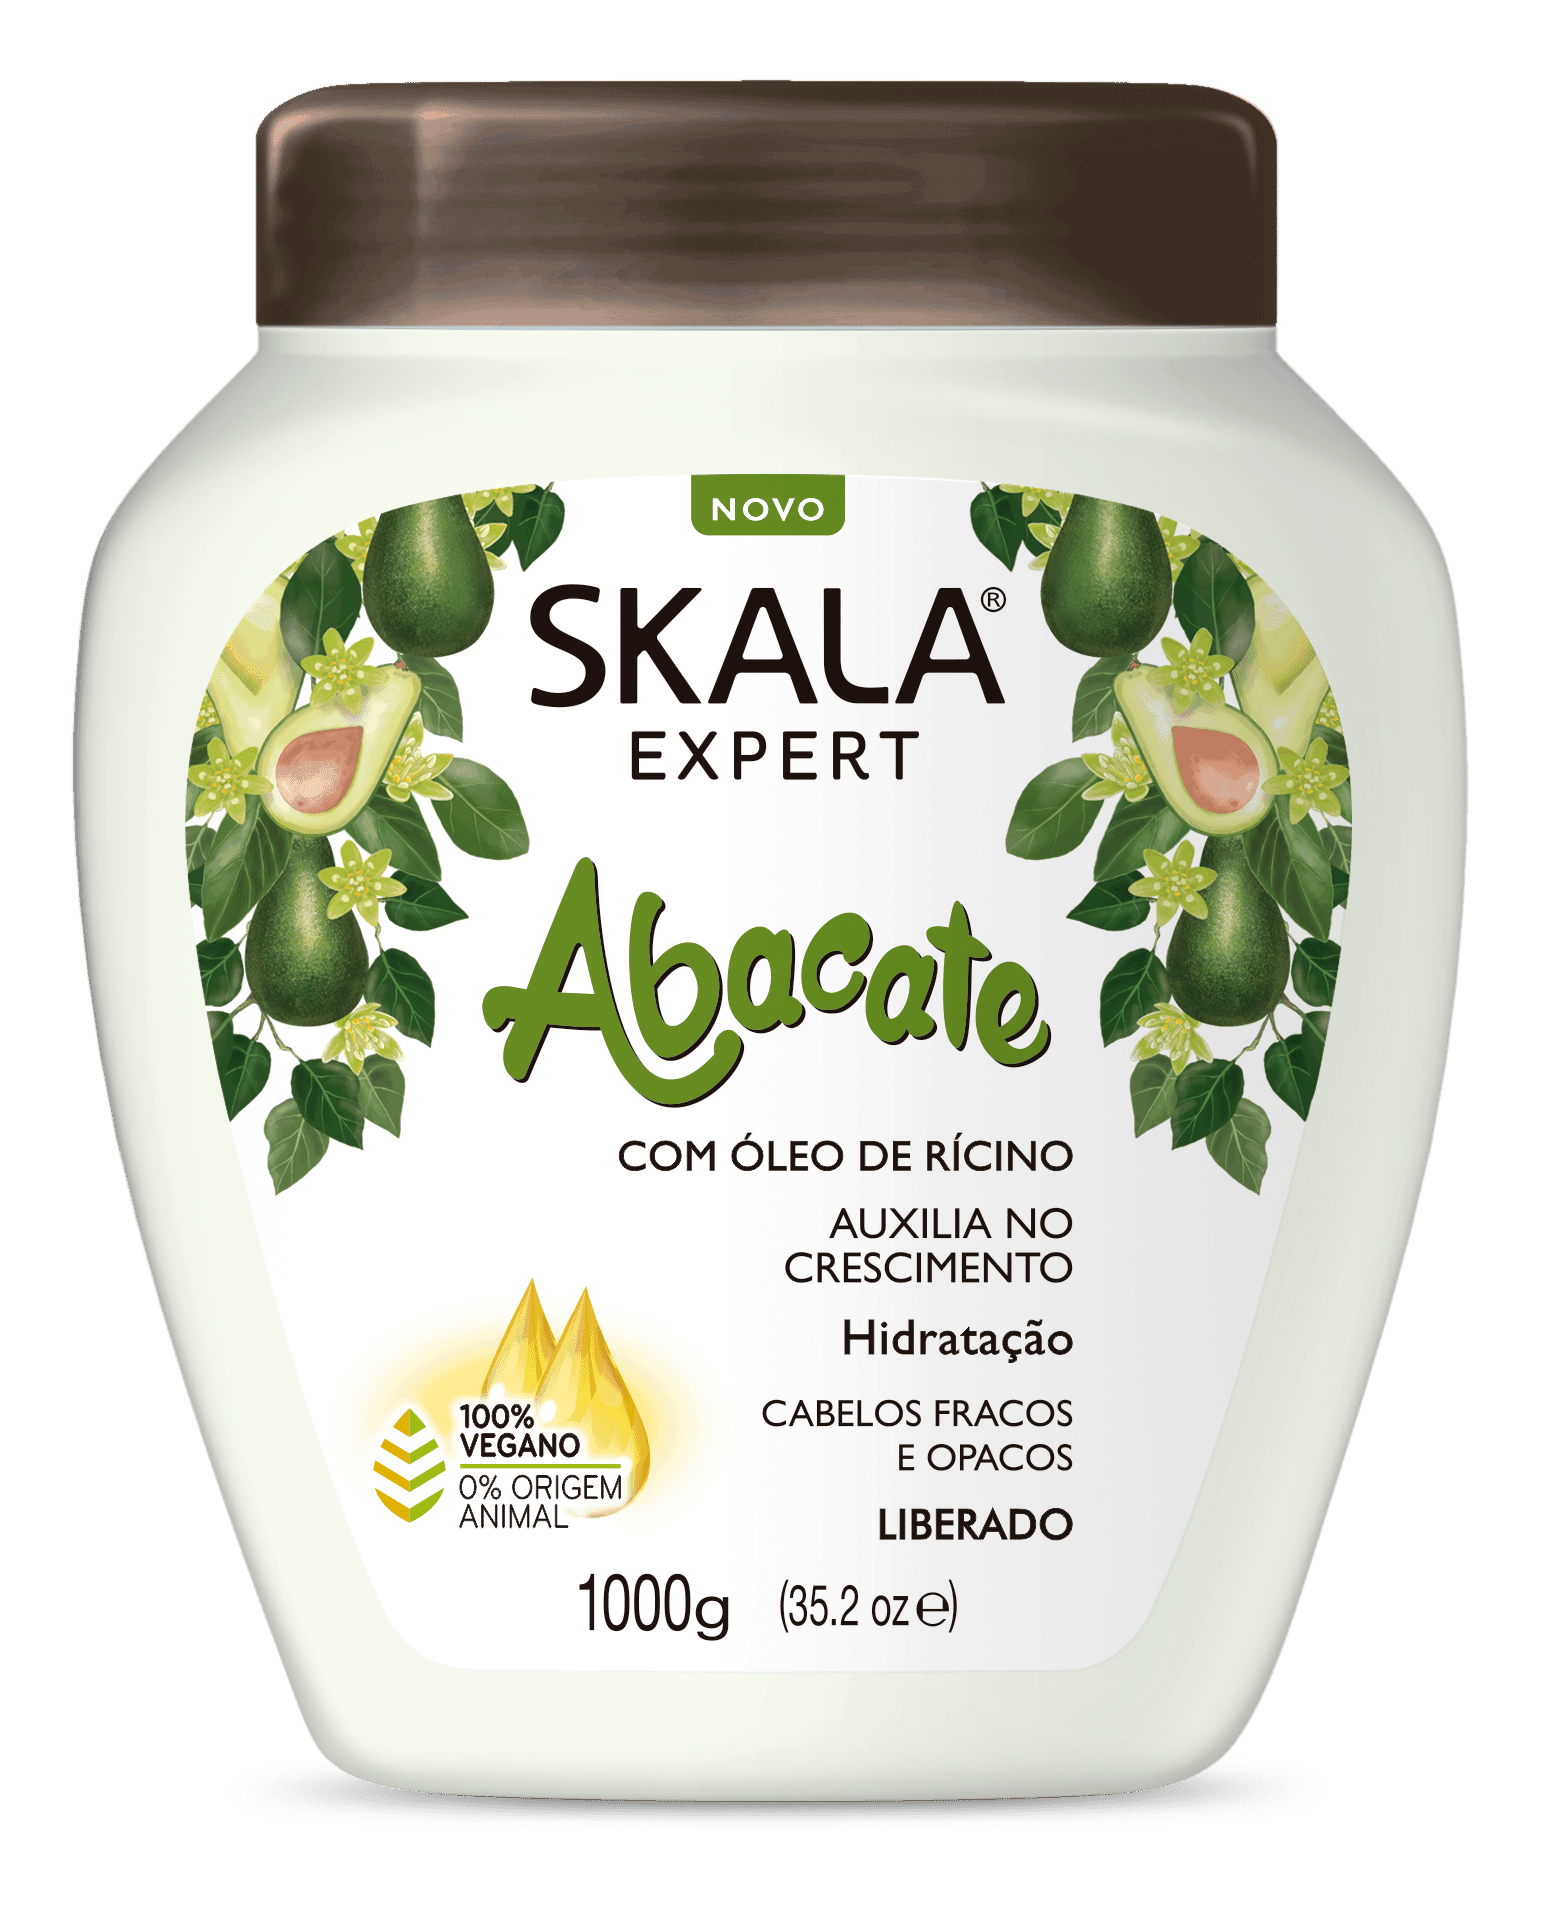 NOVO
SKALA®
EXPERT
Abacate
COM ÓLEO DE RÍCINO
AUXILIA NO
CRESCIMENTO
Hidratação
CABELOS FRACOS
E OPACOS
LIBERADO
100%
VEGANO
0% ORIGEM
ANIMAL
1000g (35.2 oz ℮)